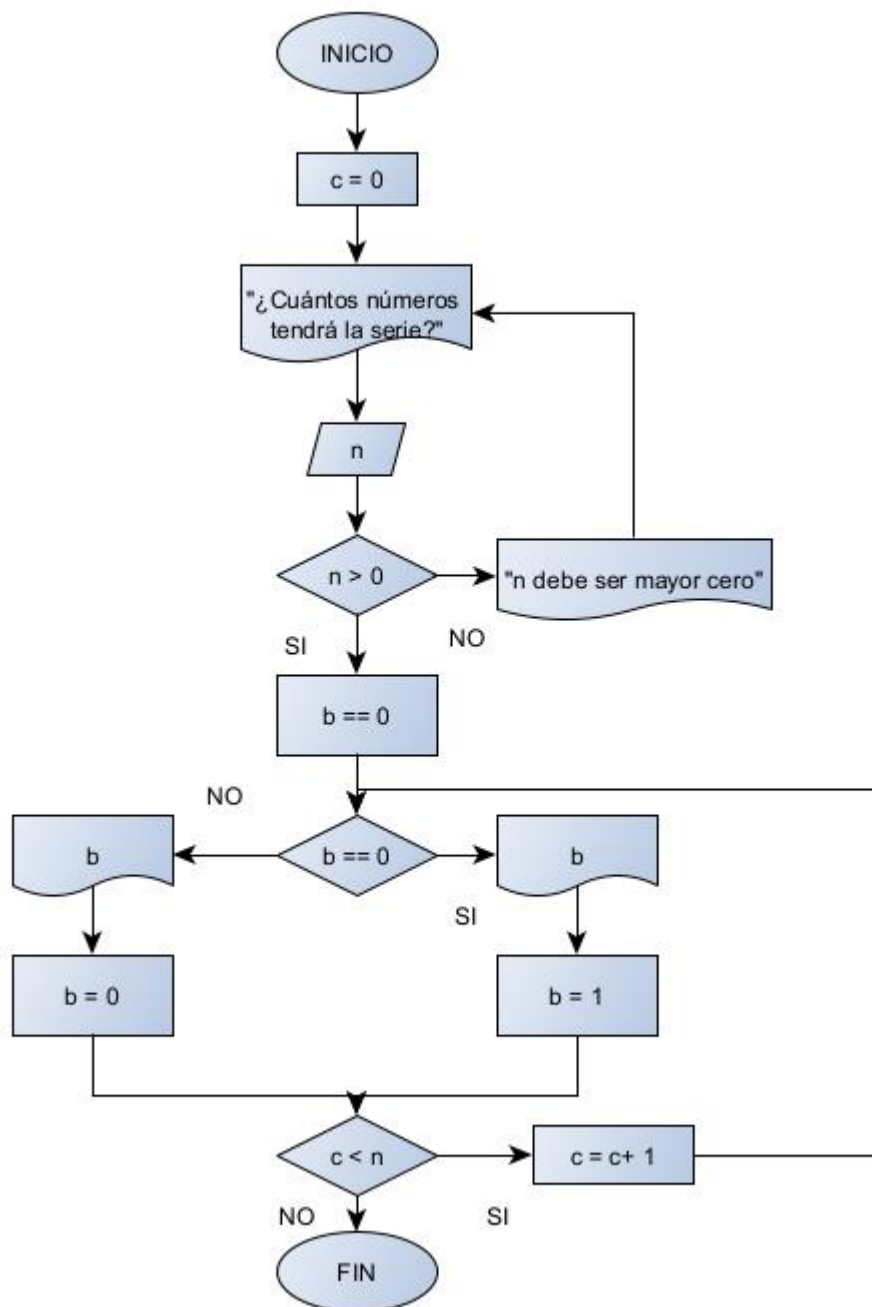 INICIO
c = 0
"¿Cuántos números
tendrá la serie?"
n
n > 0
"n debe ser mayor cero"
SI
NO
b == 0
NO
b
b == 0
b
SI
b = 0
b = 1
c < n
c = c+ 1
NO
SI
FIN